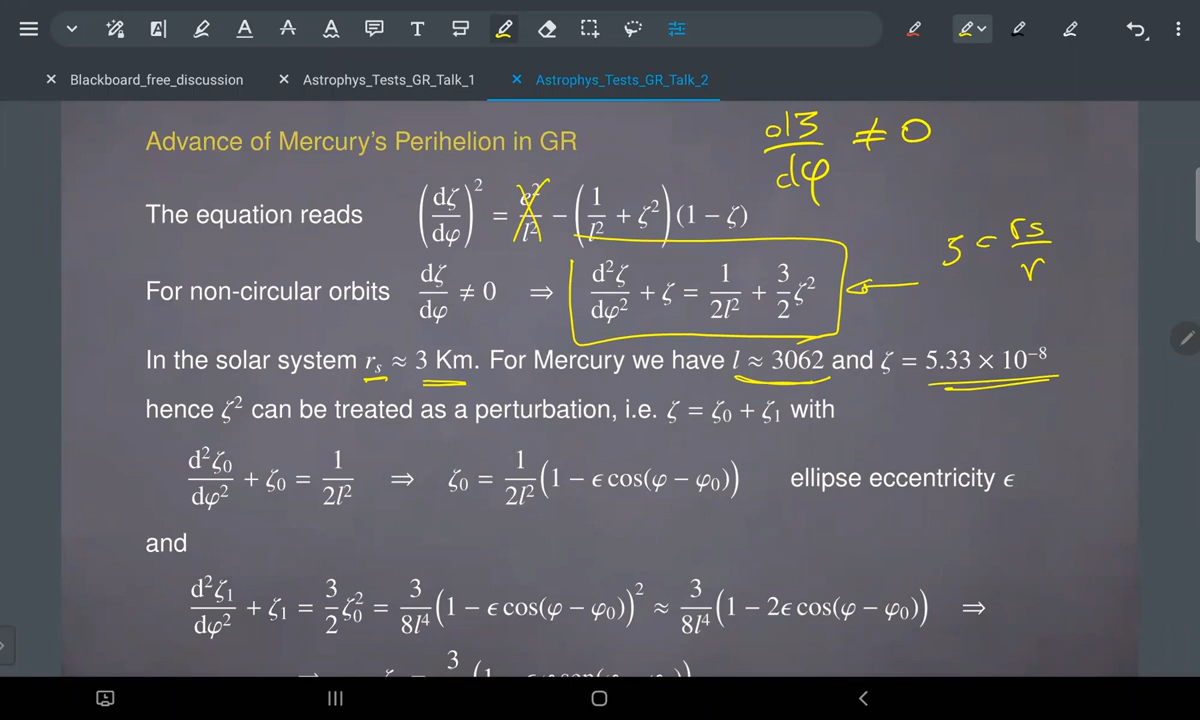 Blackboard_free_discussion Astrophys_Tests_GR_Talk_1 Astrophys_Tests_GR_Talk_2
Advance of Mercury's Perihelion in GR
dζ/dφ ≠ 0
The equation reads (dζ/dφ)² = e²/l² − (1/l² + ζ²)(1 − ζ)
ζ = rs/r
For non-circular orbits dζ/dφ ≠ 0 ⇒ d²ζ/dφ² + ζ = 1/2l² + 3/2 ζ²
In the solar system rₛ ≈ 3 Km. For Mercury we have l ≈ 3062 and ζ = 5.33 × 10⁻⁸
hence ζ² can be treated as a perturbation, i.e. ζ = ζ₀ + ζ₁ with
d²ζ₀/dφ² + ζ₀ = 1/2l² ⇒ ζ₀ = 1/2l² (1 − ϵ cos(φ − φ₀)) ellipse eccentricity ϵ
and
d²ζ₁/dφ² + ζ₁ = 3/2 ζ₀² = 3/8l⁴ (1 − ϵ cos(φ − φ₀))² ≈ 3/8l⁴ (1 − 2ϵ cos(φ − φ₀)) ⇒